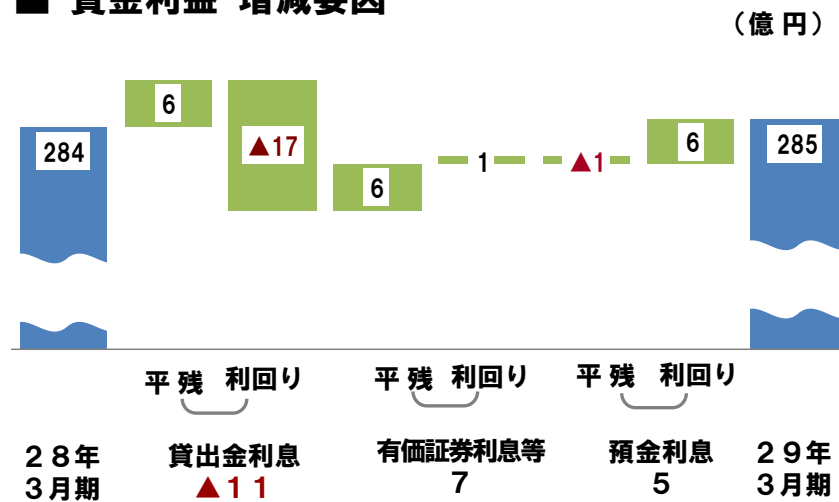 ■ 資金利益 増減要因
（億円）
284
6
▲17
6
1
▲1
6
285
平残 利回り
平残 利回り
平残 利回り
２８年
３月期
貸出金利息
▲１１
有価証券利息等
7
預金利息
5
２９年
３月期